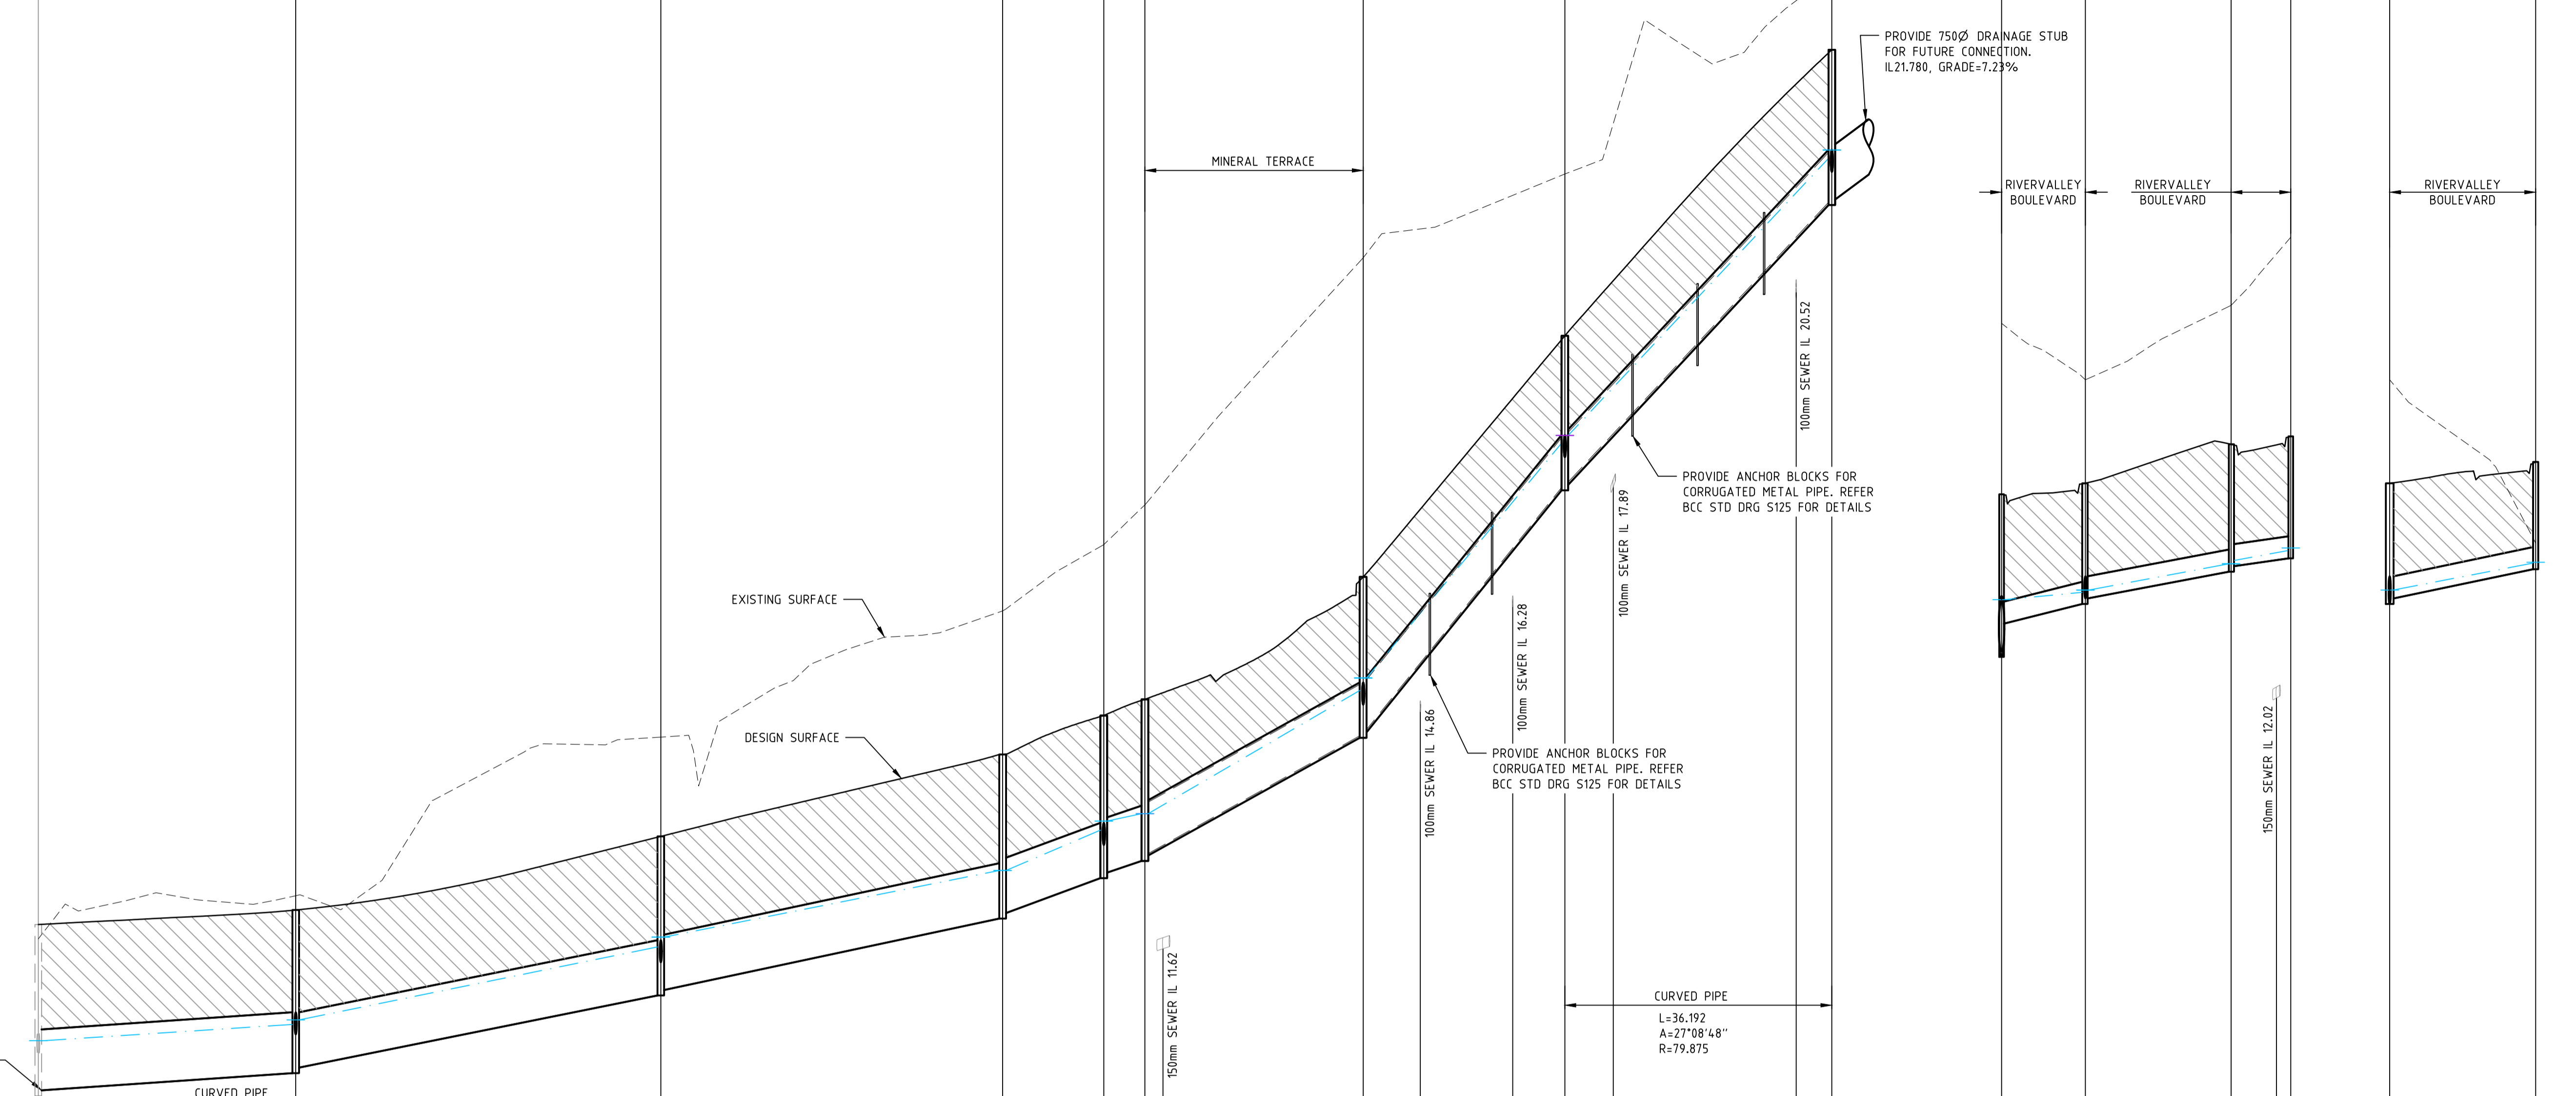 PROVIDE 750Ø DRAINAGE STUB
FOR FUTURE CONNECTION.
IL21.780, GRADE=7.23%
MINERAL TERRACE
RIVERVALLEY
BOULEVARD
RIVERVALLEY
BOULEVARD
RIVERVALLEY
BOULEVARD
100mm SEWER IL 20.52
PROVIDE ANCHOR BLOCKS FOR
CORRUGATED METAL PIPE. REFER
BCC STD DRG S125 FOR DETAILS
100mm SEWER IL 17.89
EXISTING SURFACE
100mm SEWER IL 16.28
DESIGN SURFACE
100mm SEWER IL 14.86
PROVIDE ANCHOR BLOCKS FOR
CORRUGATED METAL PIPE. REFER
BCC STD DRG S125 FOR DETAILS
150mm SEWER IL 12.02
150mm SEWER IL 11.62
CURVED PIPE
L=36.192
A=27°08'48"
R=79.875
CURVED PIPE